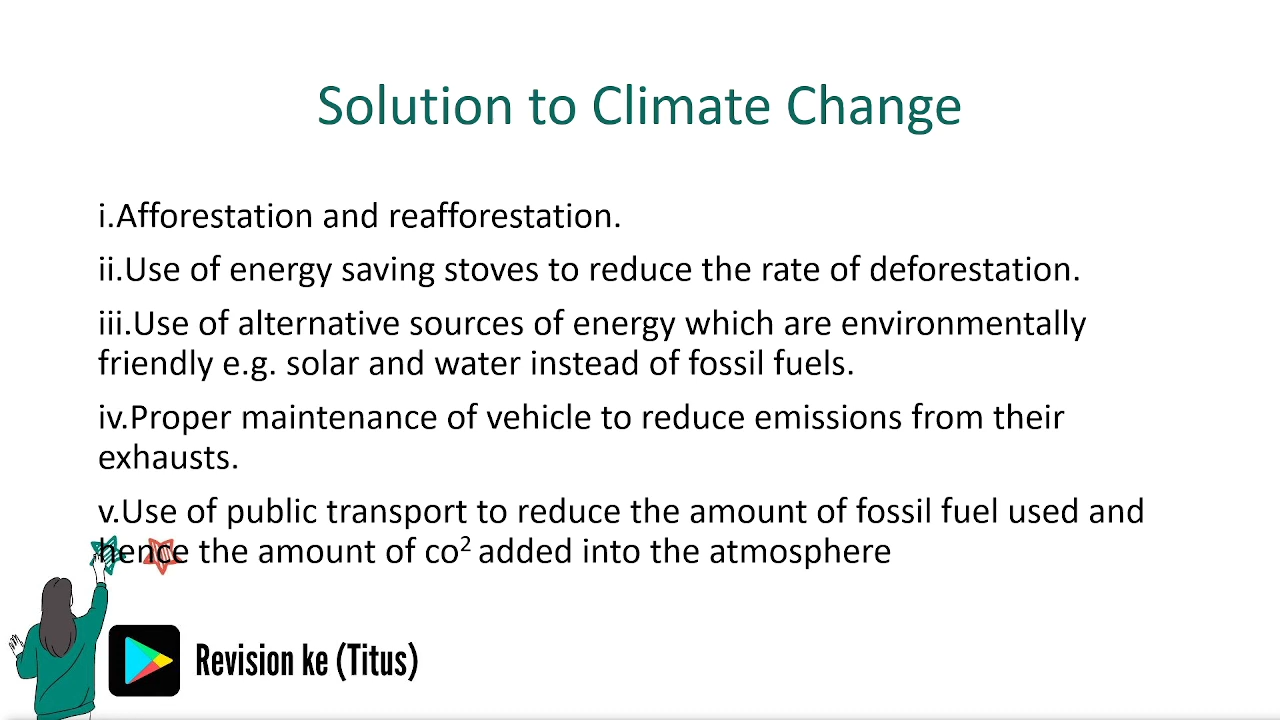 Solution to Climate Change
i.Afforestation and reafforestation.
ii.Use of energy saving stoves to reduce the rate of deforestation.
iii.Use of alternative sources of energy which are environmentally
friendly e.g. solar and water instead of fossil fuels.
iv.Proper maintenance of vehicle to reduce emissions from their
exhausts.
v.Use of public transport to reduce the amount of fossil fuel used and
hence the amount of co² added into the atmosphere
Revision ke (Titus)